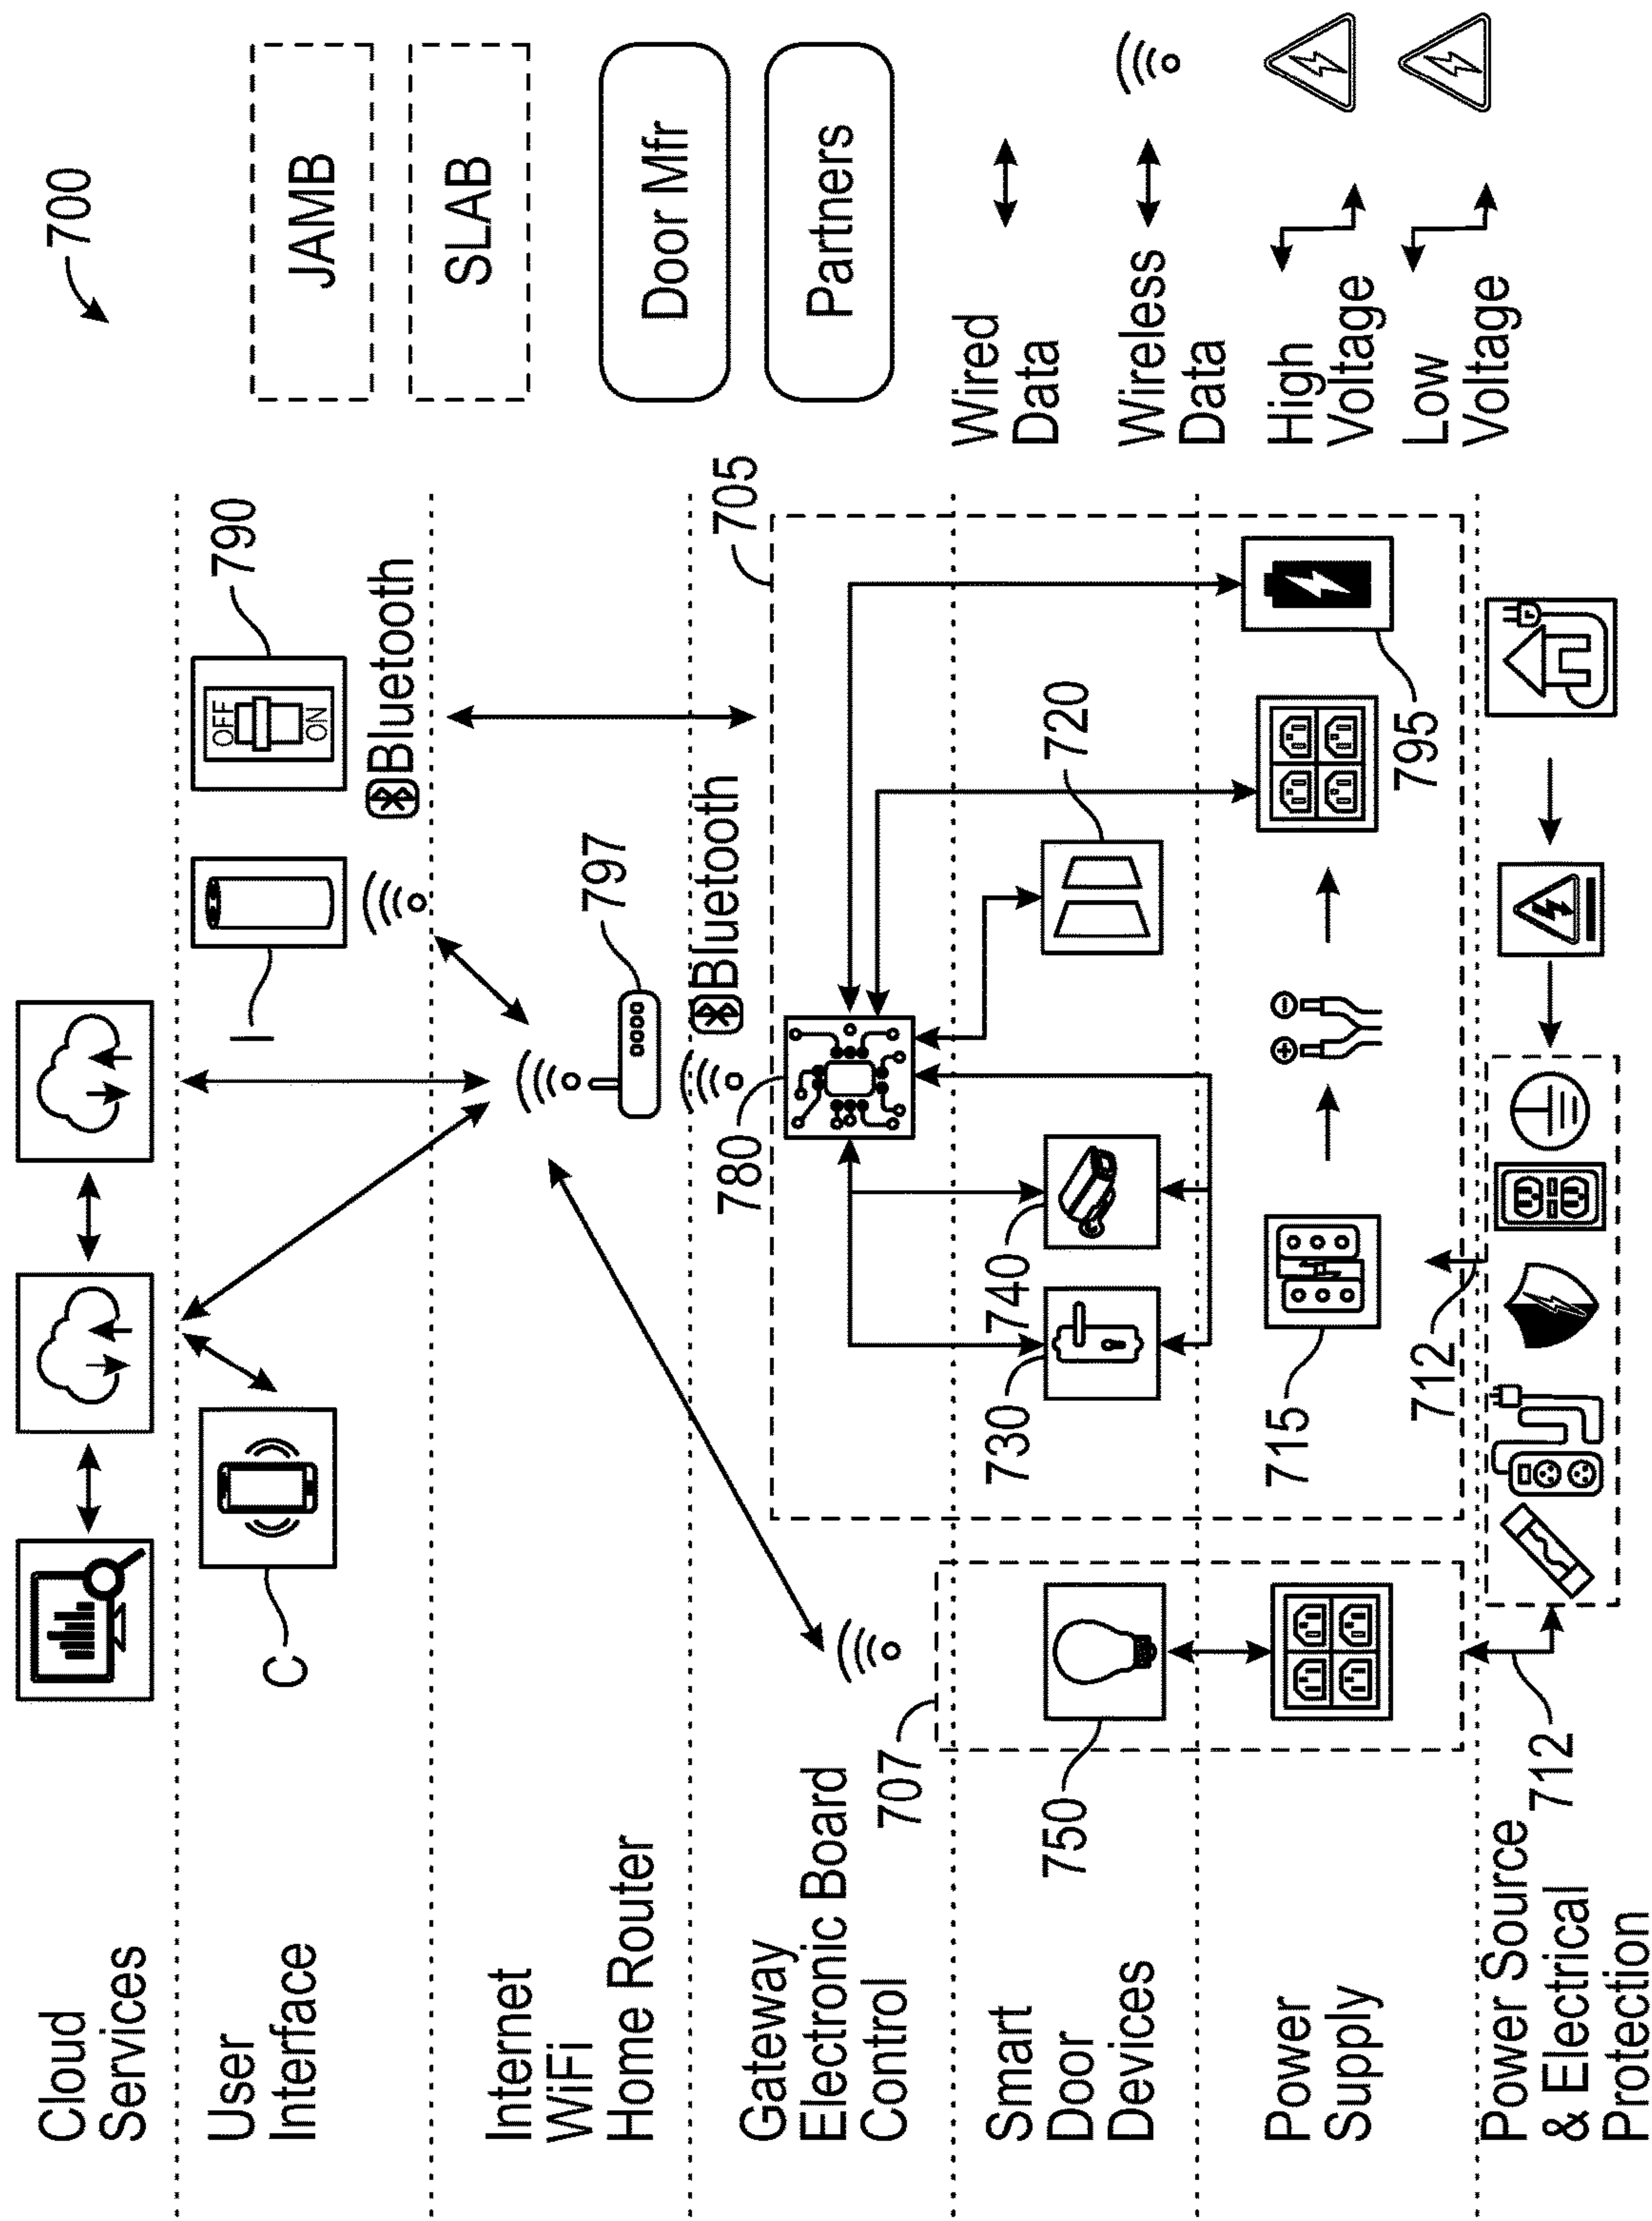 700
JAMB
SLAB
Door Mfr
Partners
Wired
Data
Wireless
Data
High
Voltage
Low
Voltage
Cloud
Services
User
Interface
C
I
OFF
ON
790
Bluetooth
Internet
WiFi
Home Router
797
Bluetooth
Gateway
Electronic Board
Control
707
780
705
Smart
Door
Devices
750
730
740
720
Power
Supply
715
795
Power Source
& Electrical
Protection
712
712